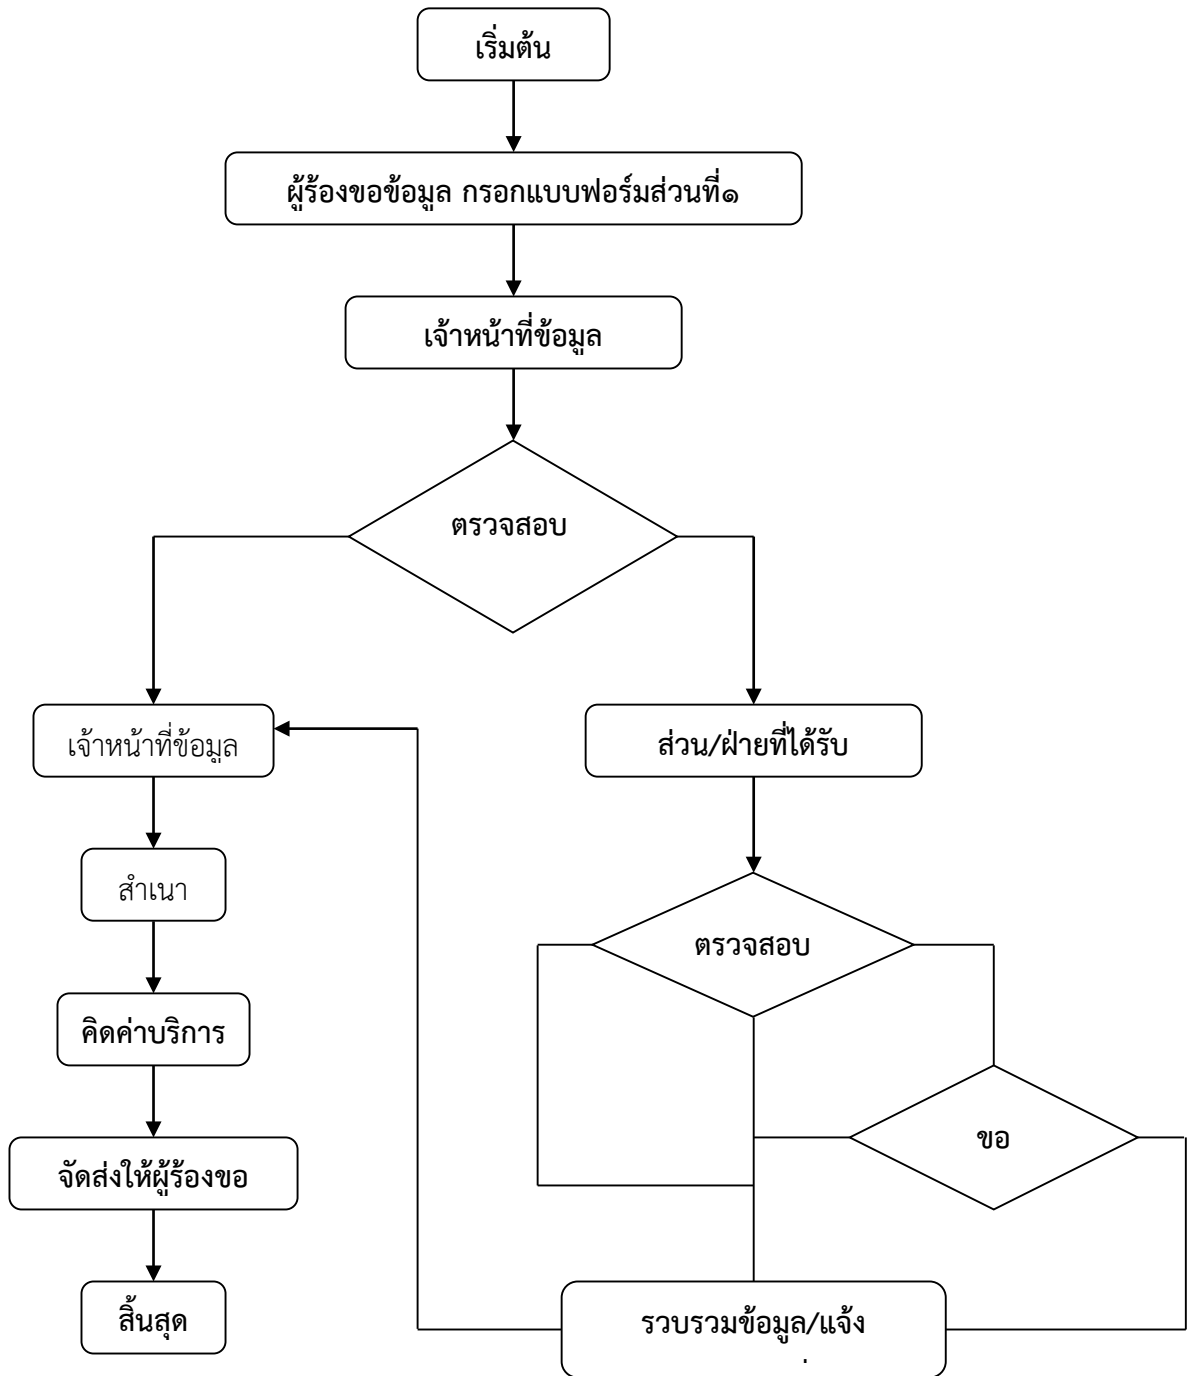 เริ่มต้น
ผู้ร้องขอข้อมูล กรอกแบบฟอร์มส่วนที่๑
เจ้าหน้าที่ข้อมูล
ตรวจสอบ
เจ้าหน้าที่ข้อมูล
ส่วน/ฝ่ายที่ได้รับ
สำเนา
ตรวจสอบ
คิดค่าบริการ
ขอ
จัดส่งให้ผู้ร้องขอ
สิ้นสุด
รวบรวมข้อมูล/แจ้ง